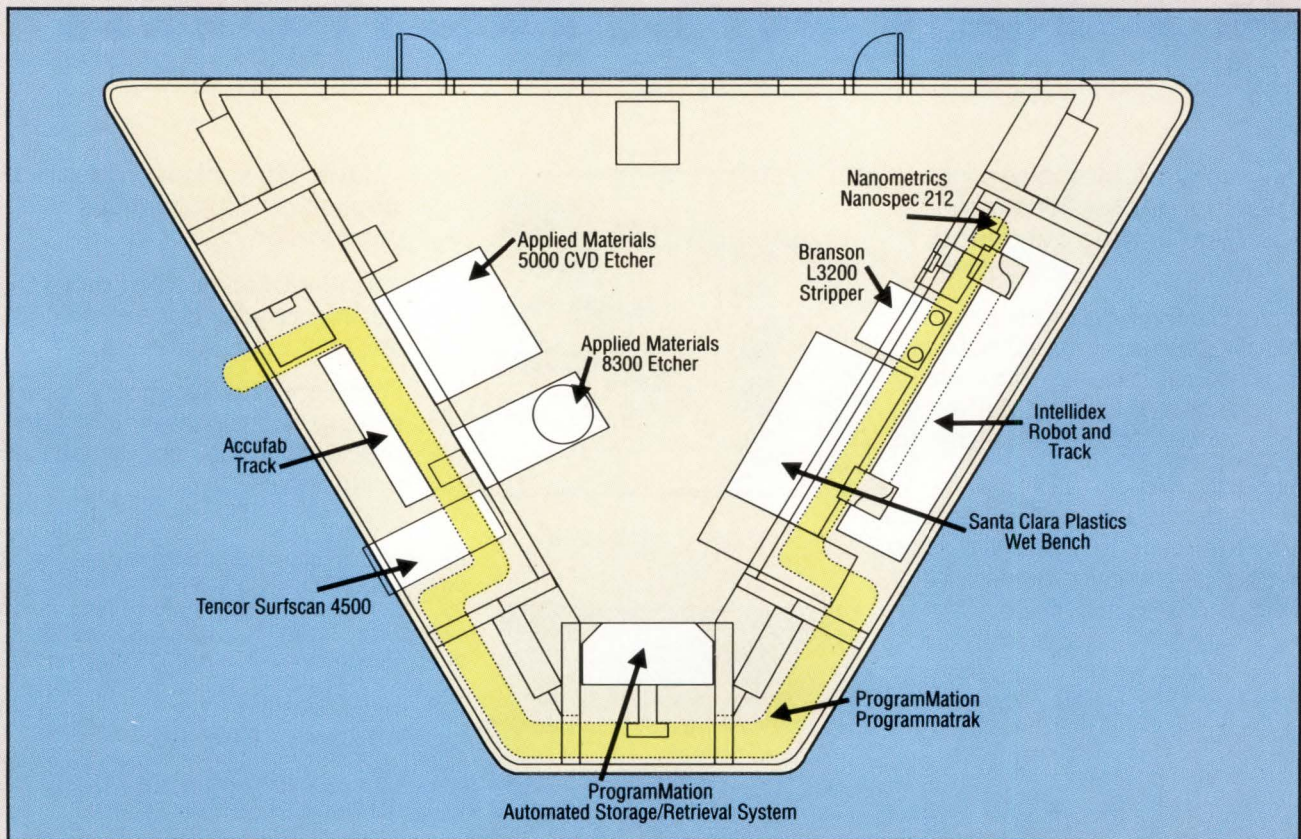 Nanometrics
Nanospec 212
Applied Materials
5000 CVD Etcher
Branson
L3200
Stripper
Applied Materials
8300 Etcher
Accufab
Track
Intellidex
Robot and
Track
Santa Clara Plastics
Wet Bench
Tencor Surfscan 4500
ProgramMation
Programmatrak
ProgramMation
Automated Storage/Retrieval System